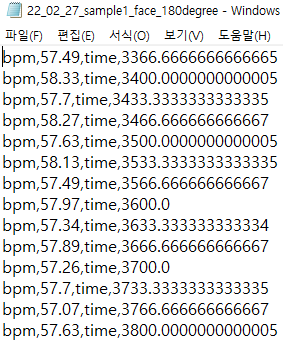 22_02_27_sample1_face_180degree - Windows
파일(F) 편집(E) 서식(O) 보기(V) 도움말(H)
bpm,57.49,time,3366.6666666666665
bpm,58.33,time,3400.0000000000005
bpm,57.7,time,3433.3333333333335
bpm,58.27,time,3466.666666666667
bpm,57.63,time,3500.0000000000005
bpm,58.13,time,3533.3333333333335
bpm,57.49,time,3566.666666666667
bpm,57.97,time,3600.0
bpm,57.34,time,3633.333333333334
bpm,57.89,time,3666.666666666667
bpm,57.26,time,3700.0
bpm,57.7,time,3733.3333333333335
bpm,57.07,time,3766.666666666667
bpm,57.63,time,3800.0000000000005